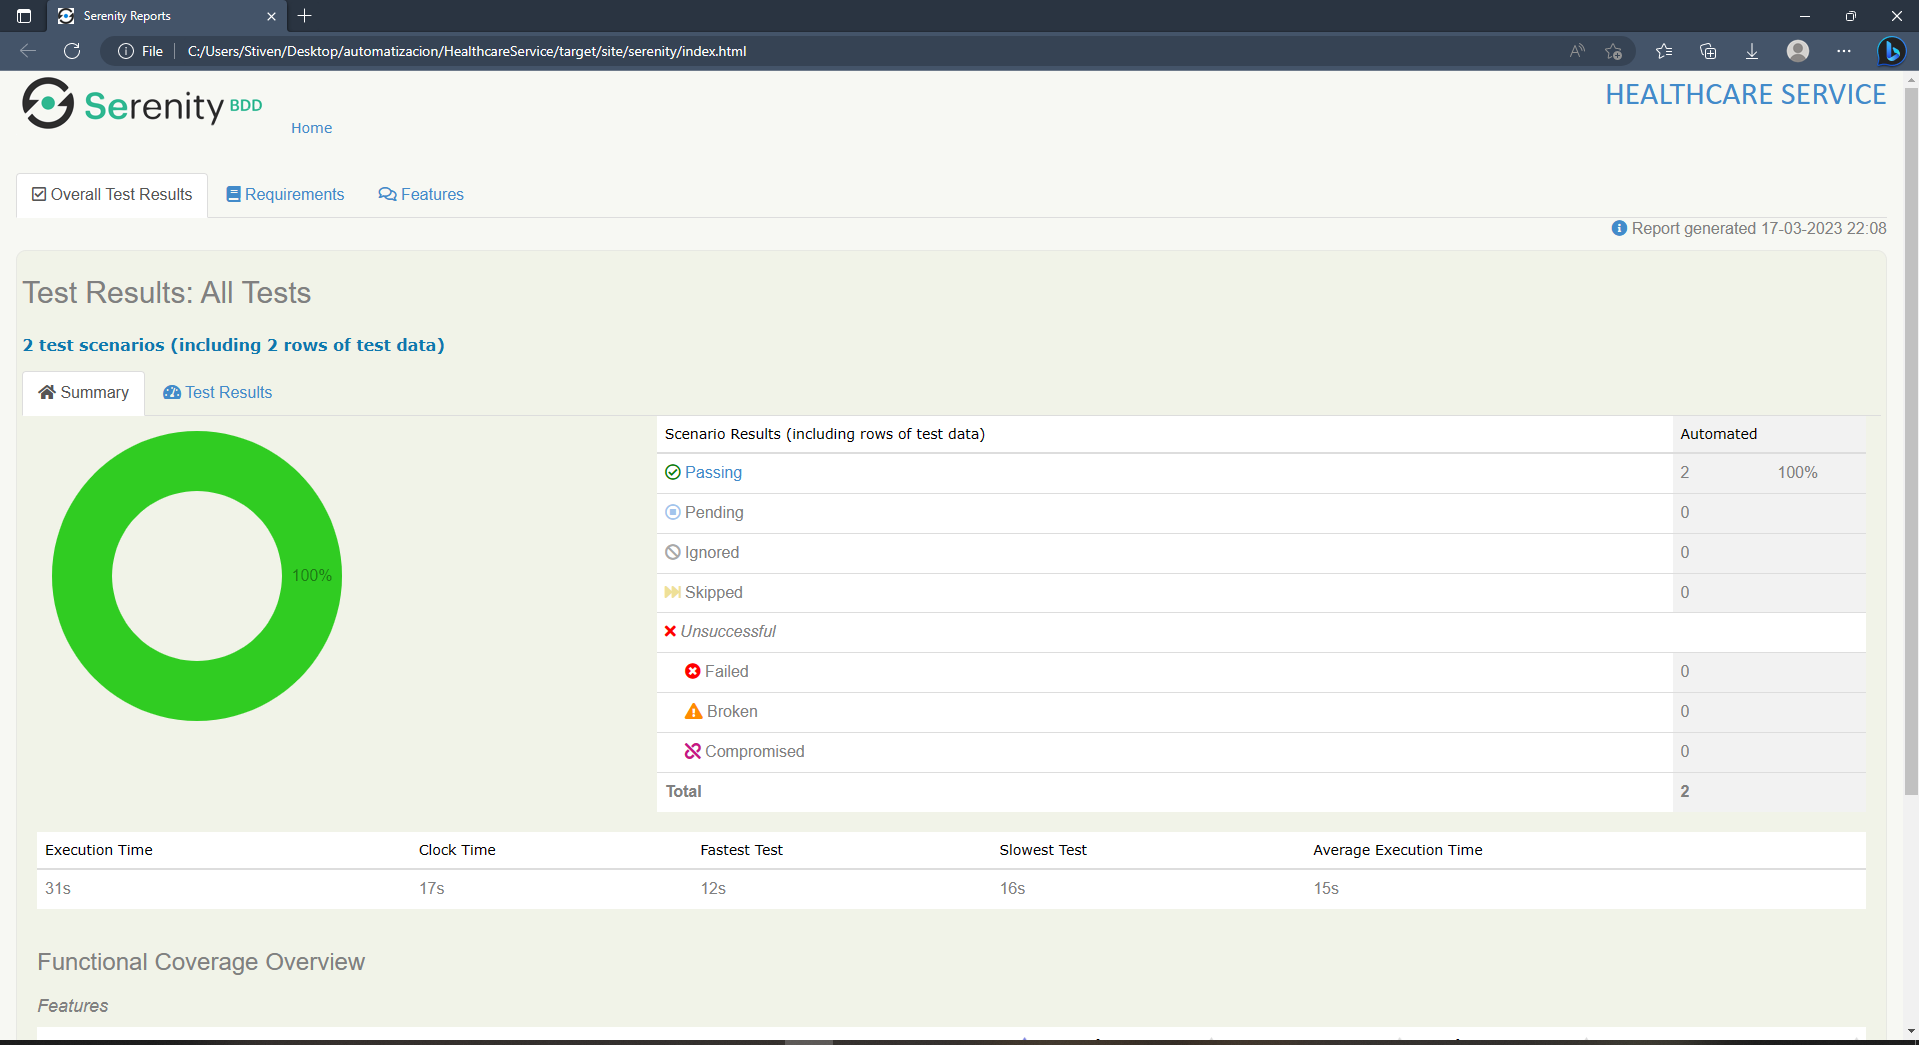 Serenity Reports
File
C:/Users/Stiven/Desktop/automatizacion/HealthcareService/target/site/serenity/index.html
Serenity BDD
Home
HEALTHCARE SERVICE
Overall Test Results Requirements Features
Report generated 17-03-2023 22:08
Test Results: All Tests
2 test scenarios (including 2 rows of test data)
Summary Test Results
100%
Scenario Results (including rows of test data) Automated
Passing 2 100%
Pending 0
Ignored 0
Skipped 0
Unsuccessful
Failed 0
Broken 0
Compromised 0
Total 2
Execution Time Clock Time Fastest Test Slowest Test Average Execution Time
31s 17s 12s 16s 15s
Functional Coverage Overview
Features